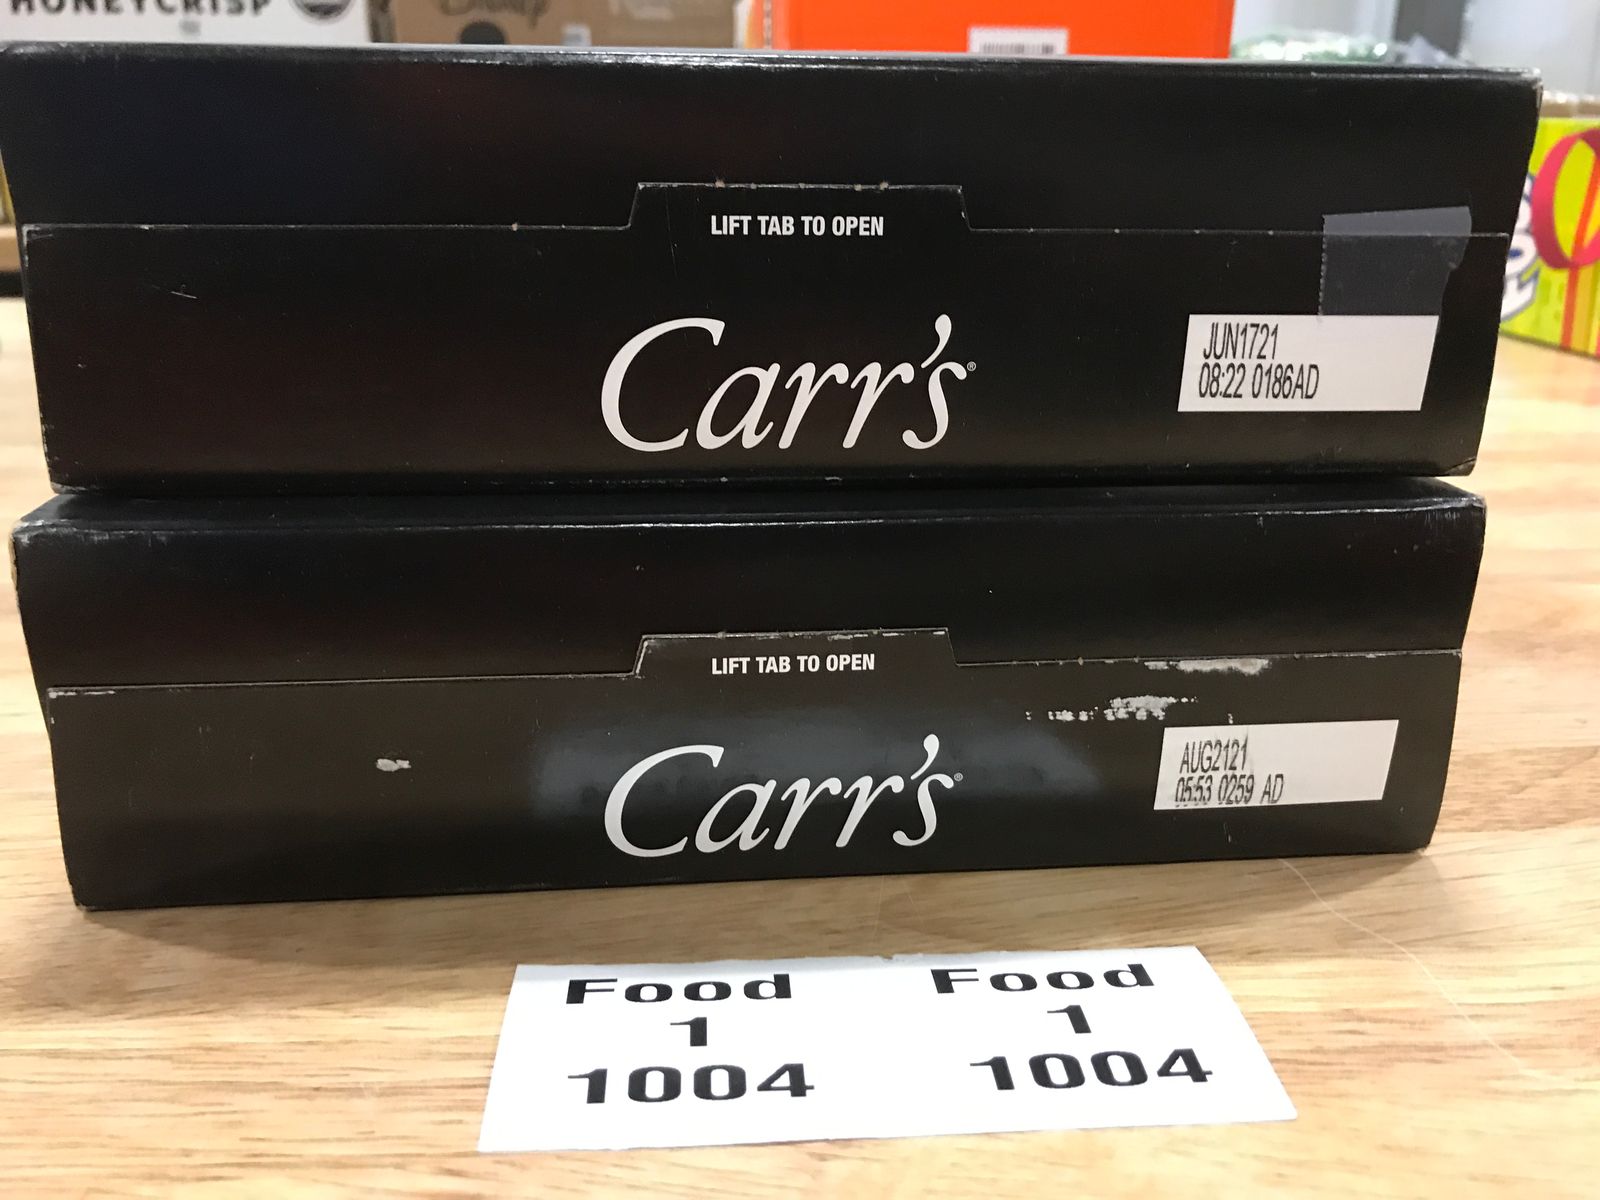 HONEYCRISP
Disney
LIFT TAB TO OPEN
Carr's®
JUN1721
08:22 0186AD
LIFT TAB TO OPEN
Carr's®
AUG2121
05:53 0259 AD
Food Food
1 1
1004 1004